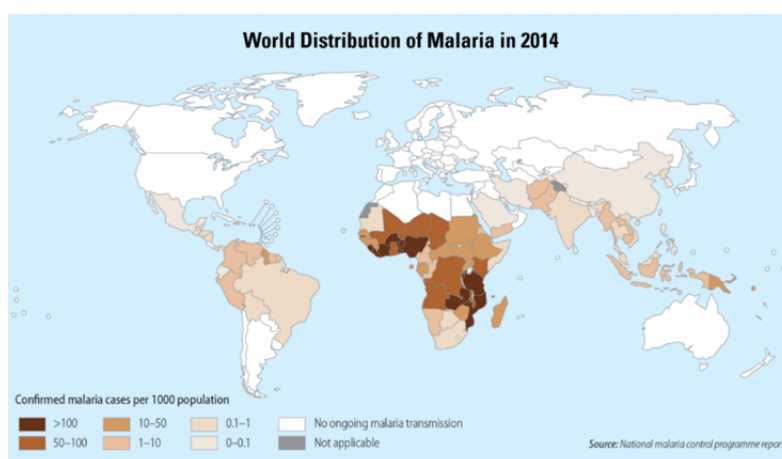 World Distribution of Malaria in 2014
Confirmed malaria cases per 1000 population
>100 10–50 0.1–1 No ongoing malaria transmission
50–100 1–10 0–0.1 Not applicable
Source: National malaria control programme report